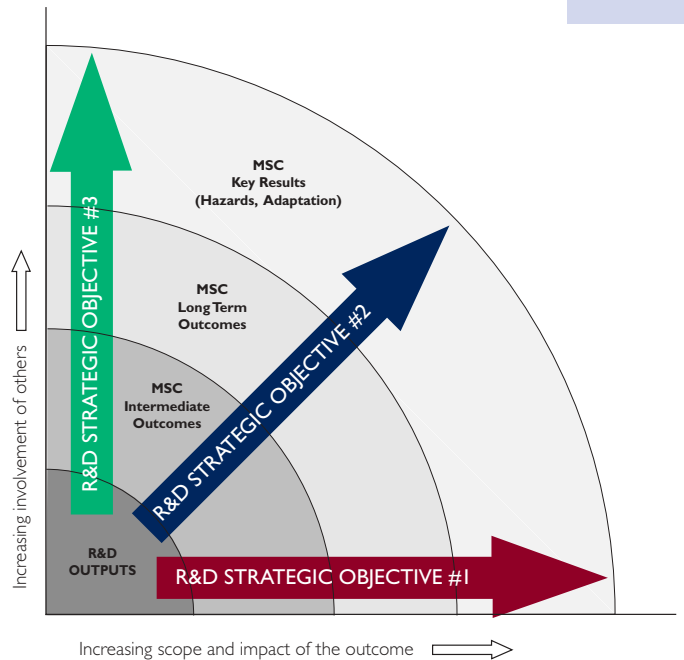 MSC
Key Results
(Hazards, Adaptation)
MSC
Long Term
Outcomes
MSC
Intermediate
Outcomes
R&D
OUTPUTS
R&D STRATEGIC OBJECTIVE #3
R&D STRATEGIC OBJECTIVE #2
R&D STRATEGIC OBJECTIVE #1
Increasing involvement of others
Increasing scope and impact of the outcome